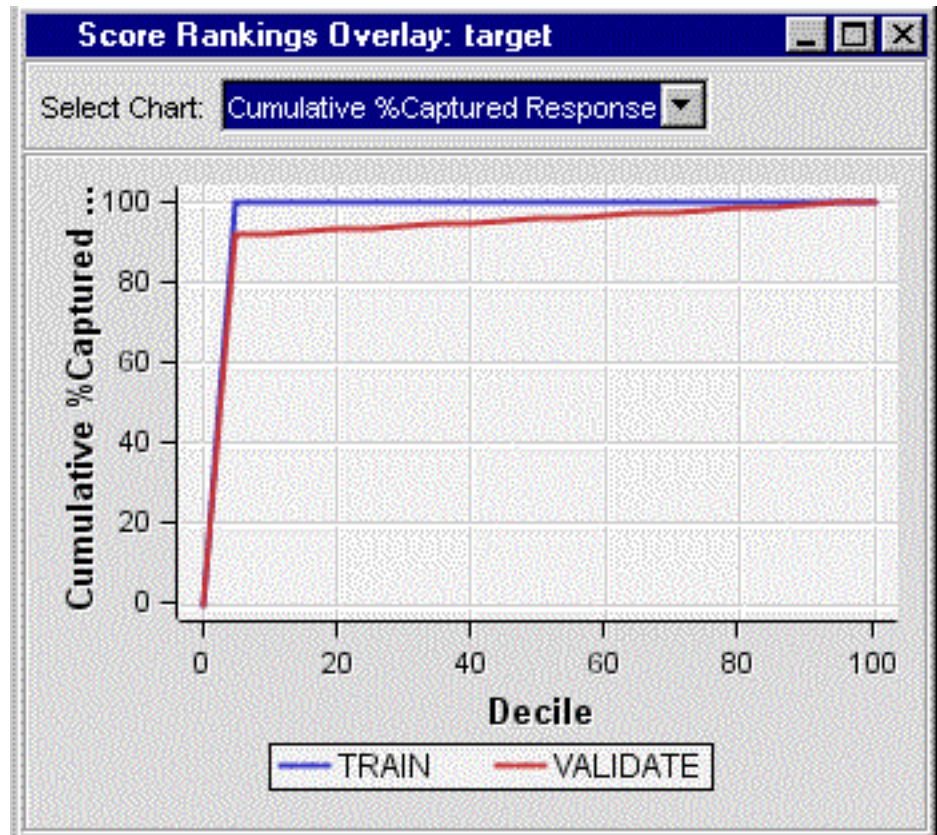 Score Rankings Overlay: target
Select Chart: Cumulative %Captured Response
Cumulative %Captured ...
100
80
60
40
20
0
0 20 40 60 80 100
Decile
TRAIN VALIDATE